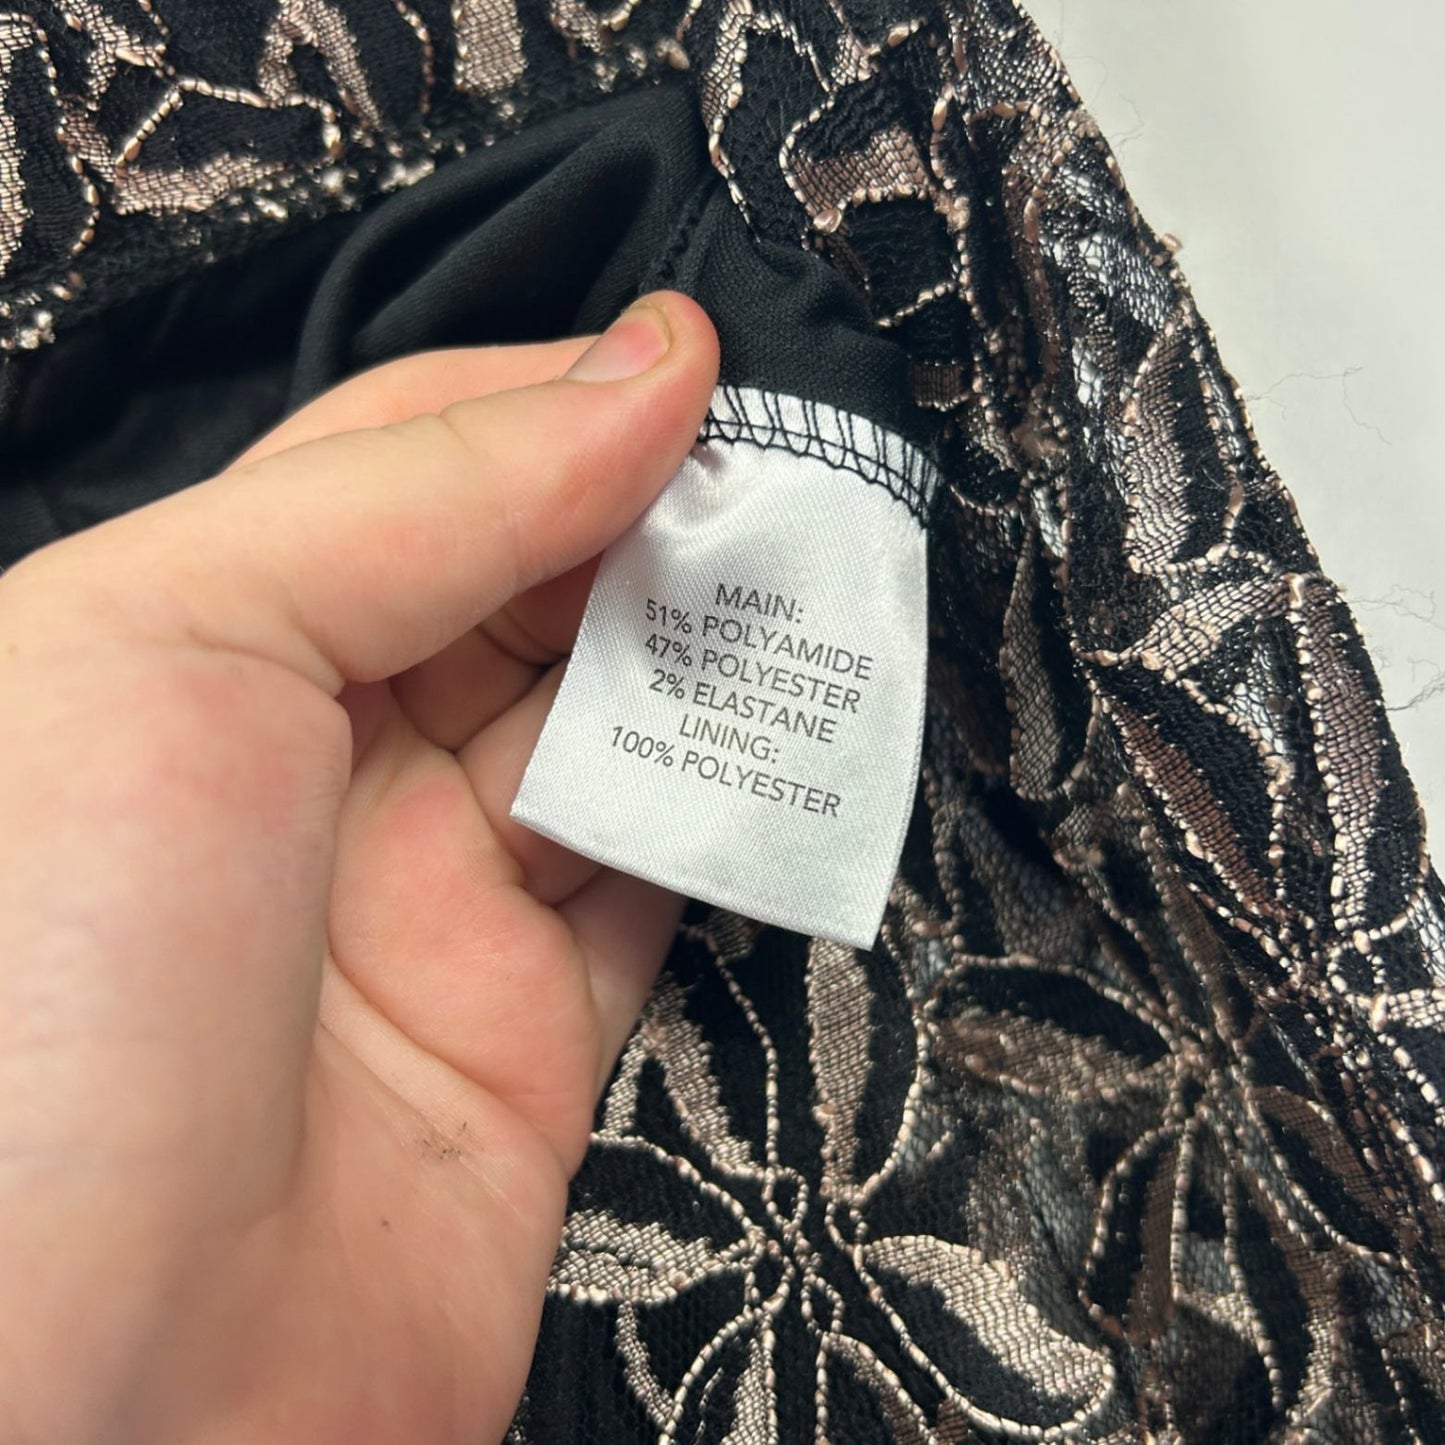 MAIN:
51% POLYAMIDE
47% POLYESTER
2% ELASTANE
LINING:
100% POLYESTER